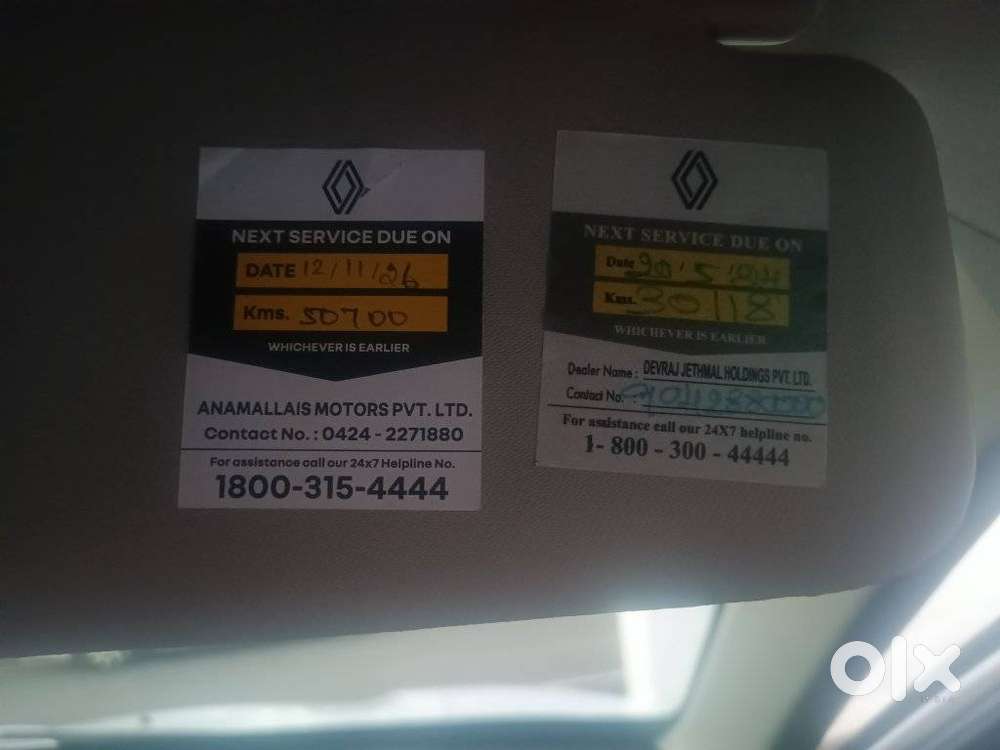 NEXT SERVICE DUE ON
DATE 12/11/26
Kms. 50700
WHICHEVER IS EARLIER
ANAMALLAIS MOTORS PVT. LTD.
Contact No. : 0424 - 2271880
For assistance call our 24x7 Helpline No.
1800-315-4444
NEXT SERVICE DUE ON
Date
Kms. 30118
WHICHEVER IS EARLIER
Dealer Name : DEVRAJ JETHMAL HOLDINGS PVT. LTD.
Contact No. :
For assistance call our 24X7 helpline no.
1- 800 - 300 - 44444
olx